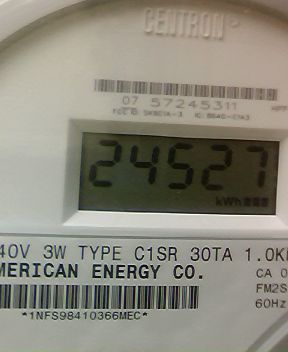 CENTRON
07 57245311
24527
kWh
40V 3W TYPE C1SR 30TA 1.0K
MERICAN ENERGY CO.
CA 0
FM2S
60Hz
*1NFS98410366MEC*